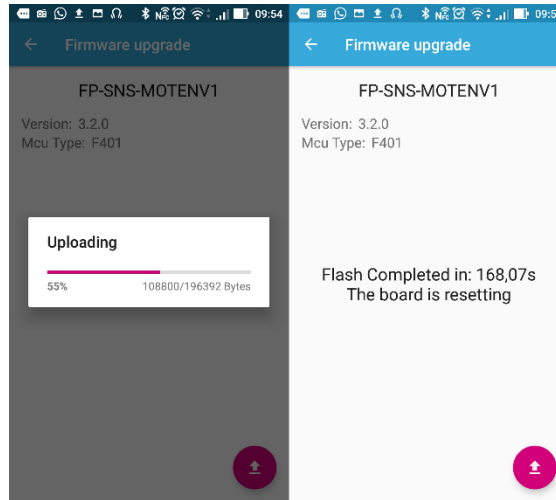 09:54
Firmware upgrade
FP-SNS-MOTENV1
Version: 3.2.0
Mcu Type: F401
Uploading
55%
108800/196392 Bytes
Firmware upgrade
FP-SNS-MOTENV1
Version: 3.2.0
Mcu Type: F401
Flash Completed in: 168,07s
The board is resetting